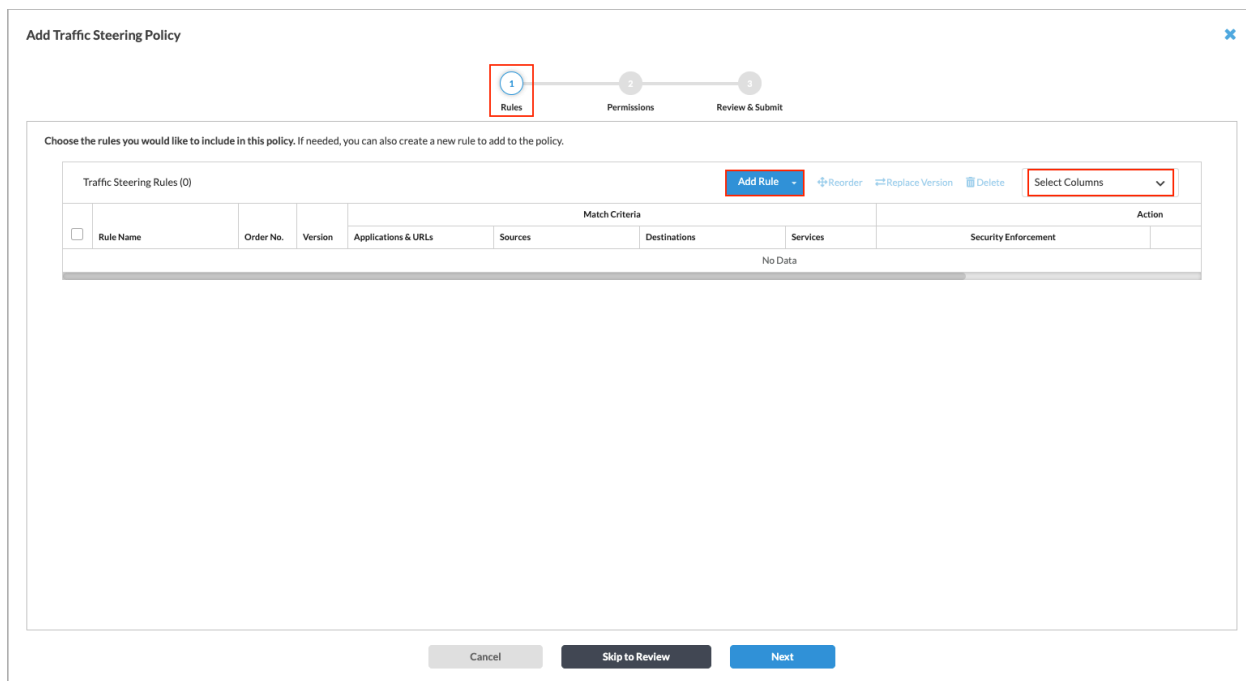 Add Traffic Steering Policy
1
2
3
Rules
Permissions
Review & Submit
Choose the rules you would like to include in this policy. If needed, you can also create a new rule to add to the policy.
Traffic Steering Rules (0)
Add Rule
Reorder
Replace Version
Delete
Select Columns
Match Criteria
Action
Rule Name
Order No.
Version
Applications & URLs
Sources
Destinations
Services
Security Enforcement
No Data
Cancel
Skip to Review
Next